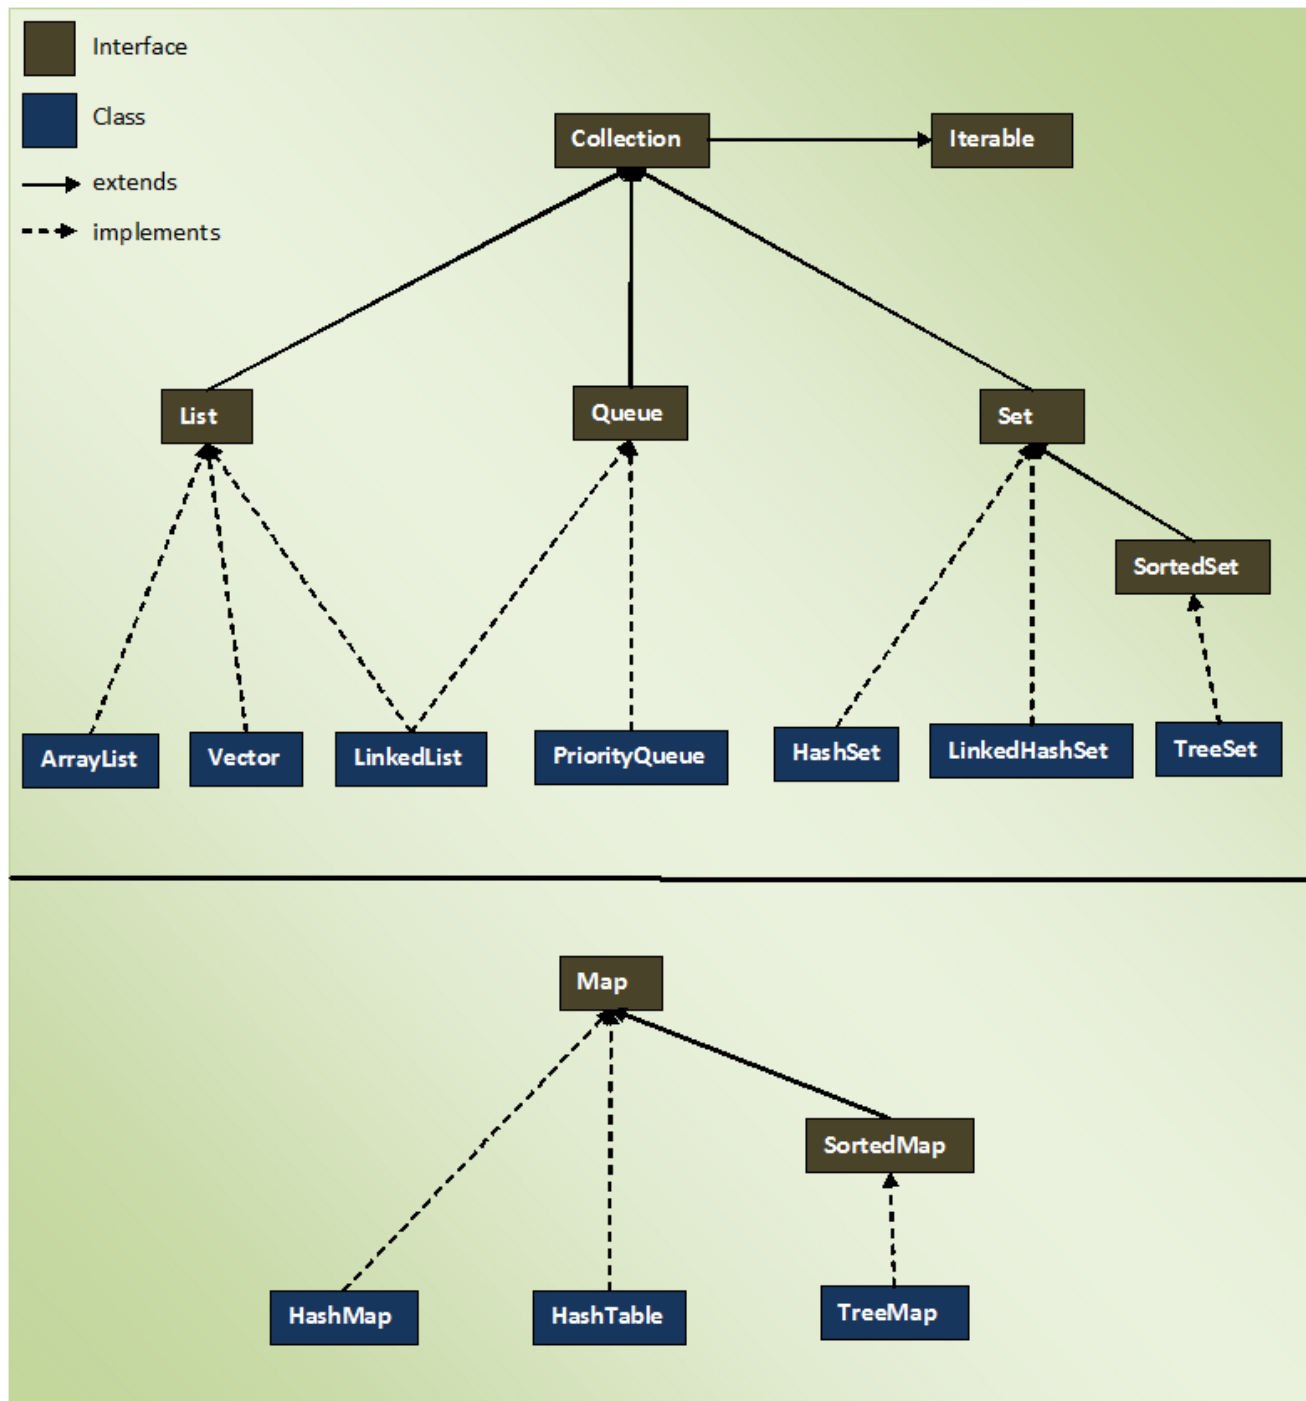 Interface
Class
extends
implements
Collection
Iterable
List
Queue
Set
SortedSet
ArrayList
Vector
LinkedList
PriorityQueue
HashSet
LinkedHashSet
TreeSet
Map
SortedMap
HashMap
HashTable
TreeMap